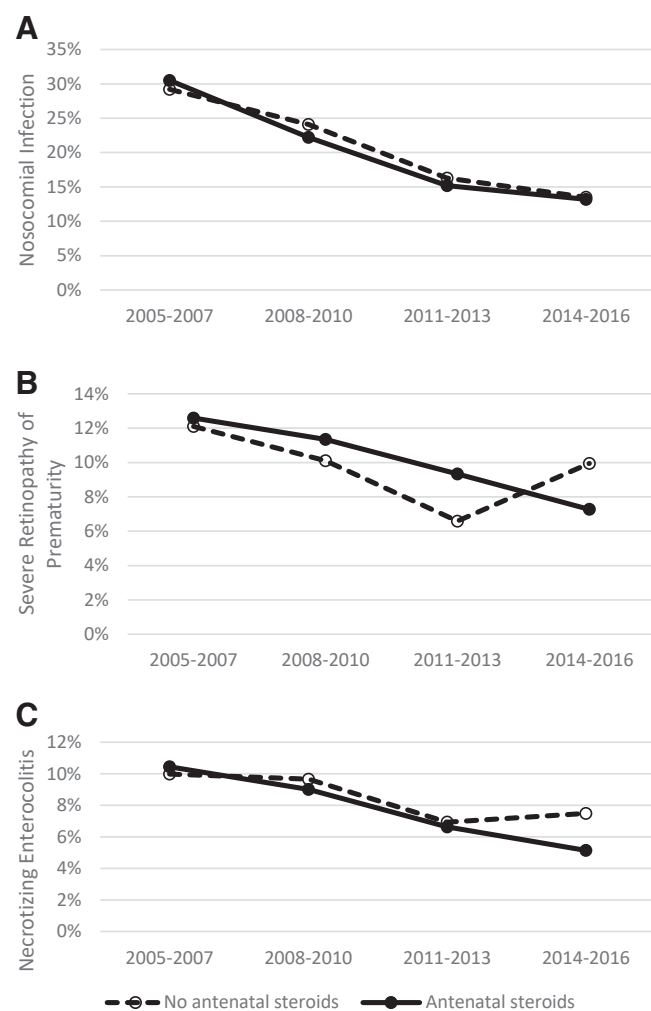 A
35%
30%
25%
20%
15%
10%
5%
0%
Nosocomial Infection
2005-2007 2008-2010 2011-2013 2014-2016
B
14%
12%
10%
8%
6%
4%
2%
0%
Severe Retinopathy of
Prematurity
2005-2007 2008-2010 2011-2013 2014-2016
C
12%
10%
8%
6%
4%
2%
0%
Necrotizing Enterocolitis
2005-2007 2008-2010 2011-2013 2014-2016
No antenatal steroids Antenatal steroids